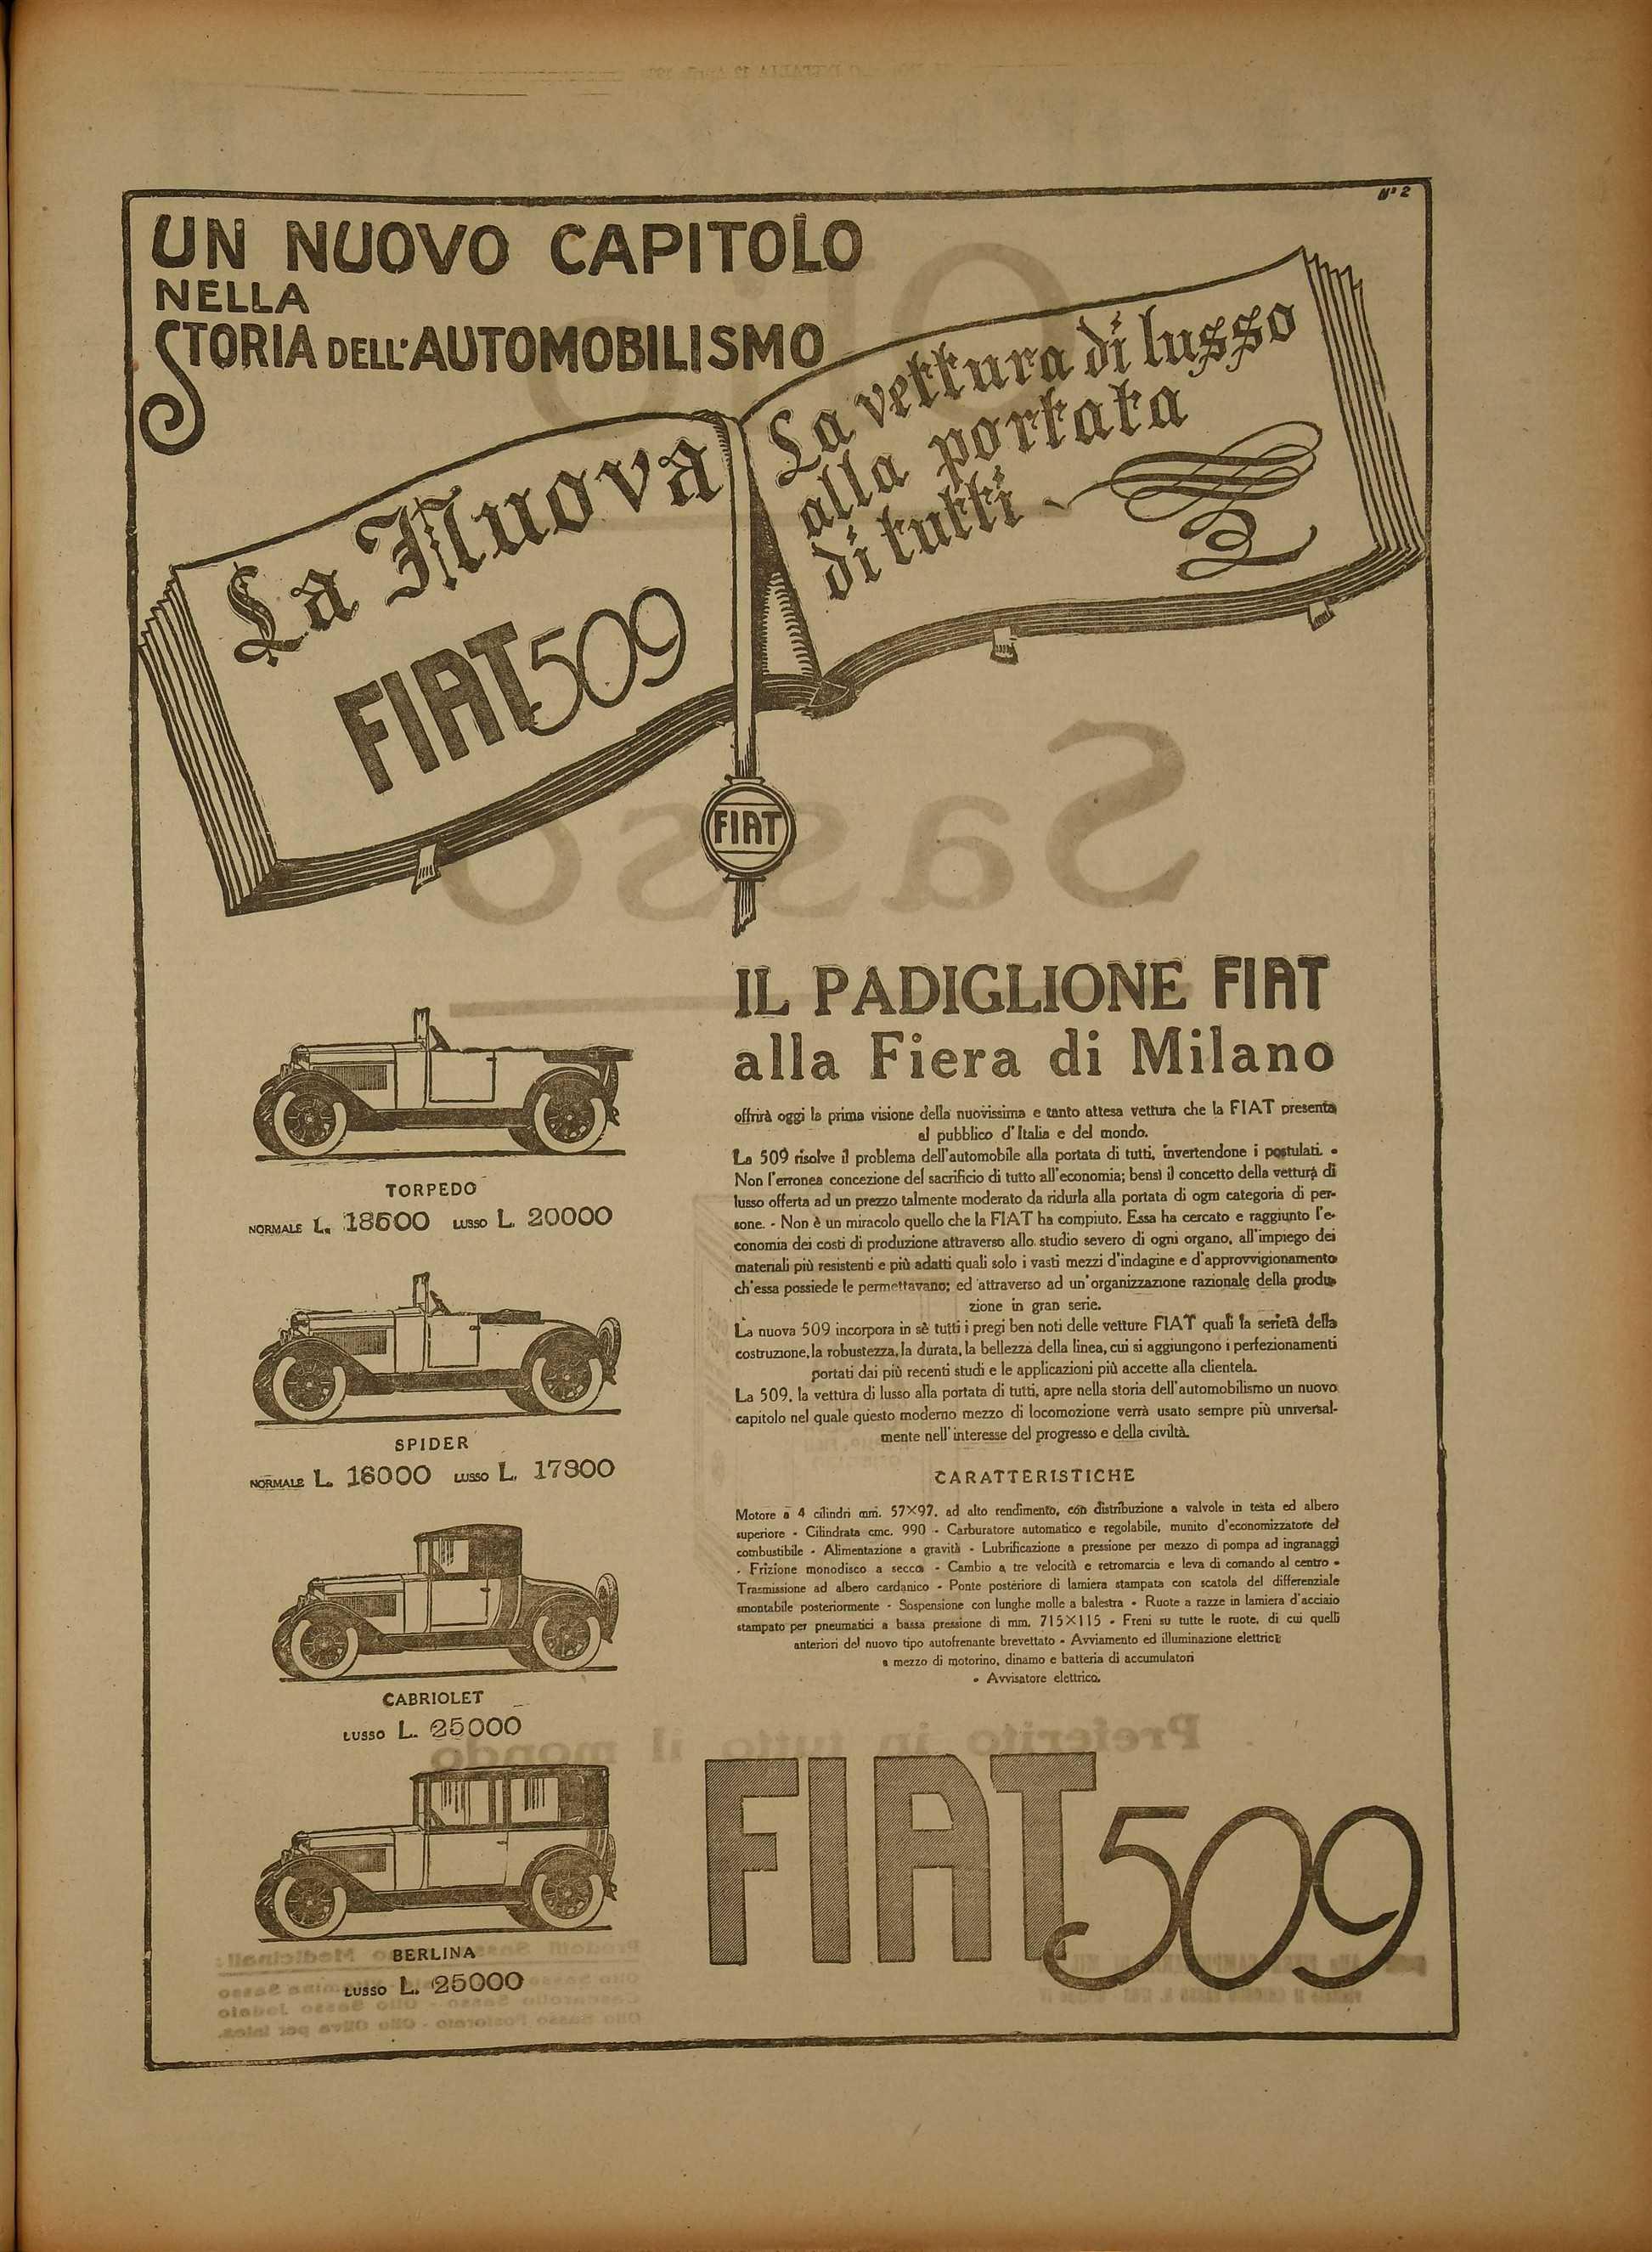 Nº 2
UN NUOVO CAPITOLO
NELLA
STORIA DELL'AUTOMOBILISMO
La Nuova
FIAT 509
La vettura di lusso
alla portata
di tutti
FIAT
IL PADIGLIONE FIAT
alla Fiera di Milano
offrirà oggi la prima visione della nuovissima e tanto attesa vettura che la FIAT presenta
al pubblico d'Italia e del mondo.
La 509 risolve il problema dell'automobile alla portata di tutti, invertendone i postulati. -
Non l'erronea concezione del sacrificio di tutto all'economia; bensì il concetto della vettura di
lusso offerta ad un prezzo talmente moderato da ridurla alla portata di ogni categoria di per-
sone. - Non è un miracolo quello che la FIAT ha compiuto. Essa ha cercato e raggiunto l'e-
conomia dei costi di produzione attraverso allo studio severo di ogni organo, all'impiego dei
materiali più resistenti e più adatti quali solo i vasti mezzi d'indagine e d'approvvigionamento
ch'essa possiede le permettavano; ed attraverso ad un'organizzazione razionale della produ-
zione in gran serie.
La nuova 509 incorpora in sè tutti i pregi ben noti delle vetture FIAT quali la serietà della
costruzione, la robustezza, la durata, la bellezza della linea, cui si aggiungono i perfezionamenti
portati dai più recenti studi e le applicazioni più accette alla clientela.
La 509, la vettura di lusso alla portata di tutti, apre nella storia dell'automobilismo un nuovo
capitolo nel quale questo moderno mezzo di locomozione verrà usato sempre più universal-
mente nell'interesse del progresso e della civiltà.
CARATTERISTICHE
Motore a 4 cilindri mm. 57×97, ad alto rendimento, con distribuzione a valvole in testa ed albero
superiore - Cilindrata cmc. 990 - Carburatore automatico e regolabile, munito d'economizzatore del
combustibile - Alimentazione a gravità - Lubrificazione a pressione per mezzo di pompa ad ingranaggi
- Frizione monodisco a secco - Cambio a tre velocità e retromarcia e leva di comando al centro -
Trasmissione ad albero cardanico - Ponte posteriore di lamiera stampata con scatola del differenziale
smontabile posteriormente - Sospensione con lunghe molle a balestra - Ruote a razze in lamiera d'acciaio
stampato per pneumatici a bassa pressione di mm. 715×115 - Freni su tutte le ruote, di cui quelli
anteriori del nuovo tipo autofrenante brevettato - Avviamento ed illuminazione elettrici
a mezzo di motorino, dinamo e batteria di accumulatori
- Avvisatore elettrico.
TORPEDO
NORMALE L. 18500 LUSSO L. 20000
SPIDER
NORMALE L. 16000 LUSSO L. 17300
CABRIOLET
LUSSO L. 25000
BERLINA
LUSSO L. 25000
FIAT 509